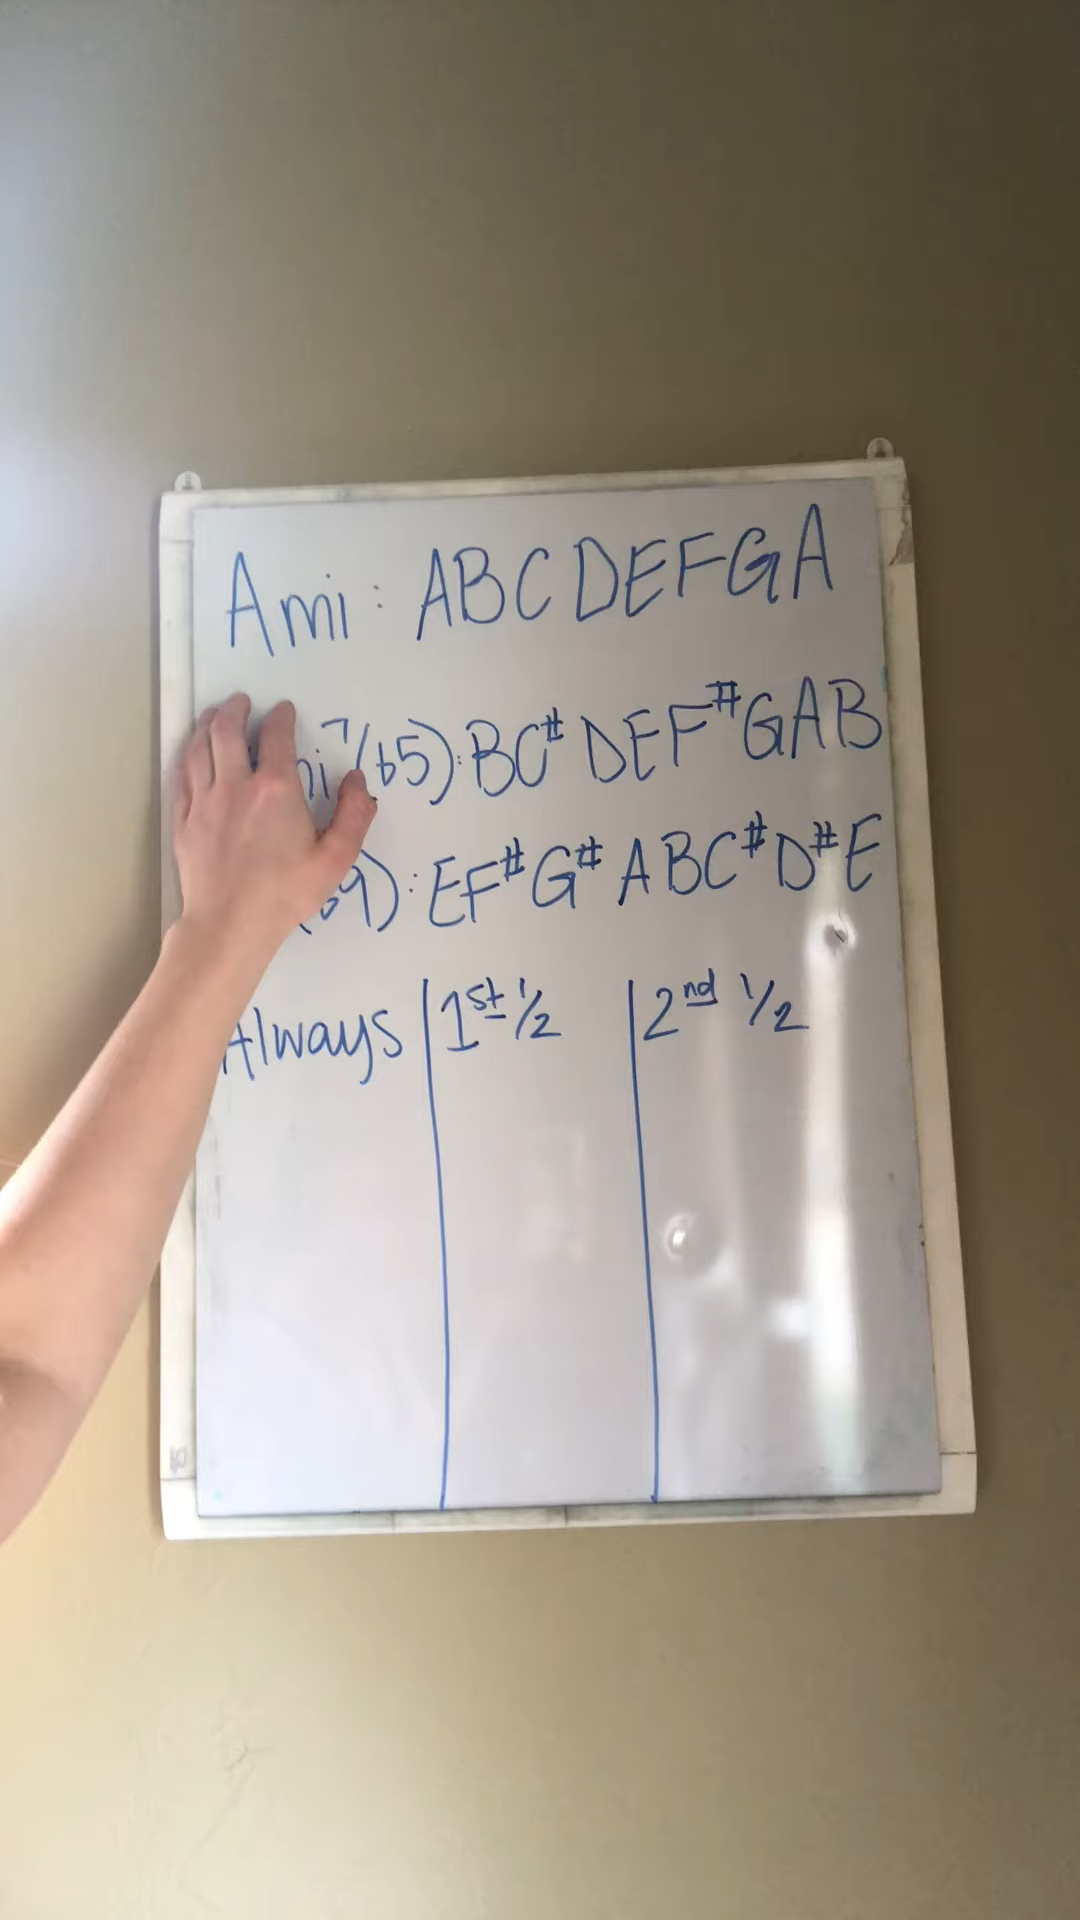 Ami: ABCDEFGA
mi7(b5): BC# DEF#GAB
(b9): EF#G# ABC#D#E
Always | 1st 1/2 | 2nd 1/2